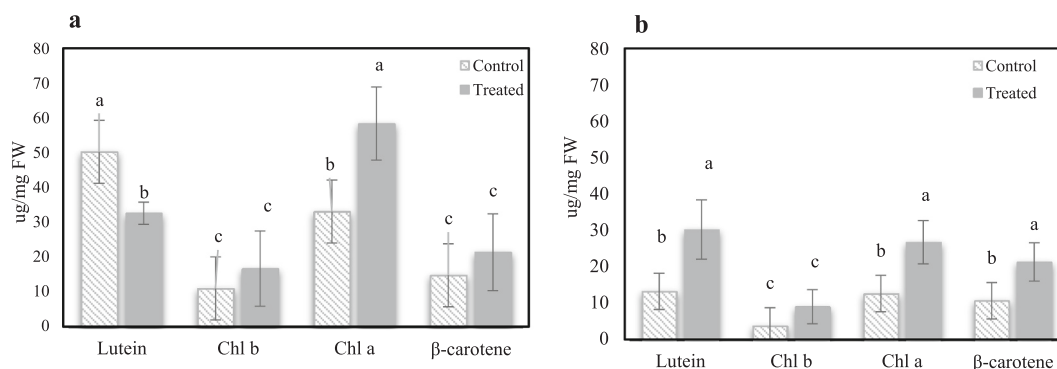 a
80
70
60
50
40
30
20
10
0
ug/mg FW
Control
Treated
a
b
c
c
b
a
c
c
Lutein
Chl b
Chl a
β-carotene
b
80
70
60
50
40
30
20
10
0
ug/mg FW
Control
Treated
b
a
c
c
b
a
b
a
Lutein
Chl b
Chl a
β-carotene